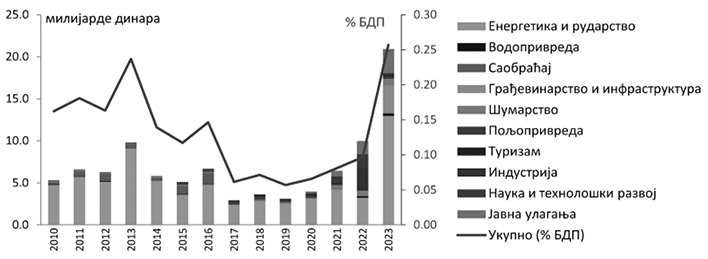 милијарде динара
% БДП
25.0
20.0
15.0
10.0
5.0
0.0
0.30
0.25
0.20
0.15
0.10
0.05
0.00
2010
2011
2012
2013
2014
2015
2016
2017
2018
2019
2020
2021
2022
2023
Енергетика и рударство
Водопривреда
Саобраћај
Грађевинарство и инфраструктура
Шумарство
Пољопривреда
Туризам
Индустрија
Наука и технолошки развој
Јавна улагања
Укупно (% БДП)